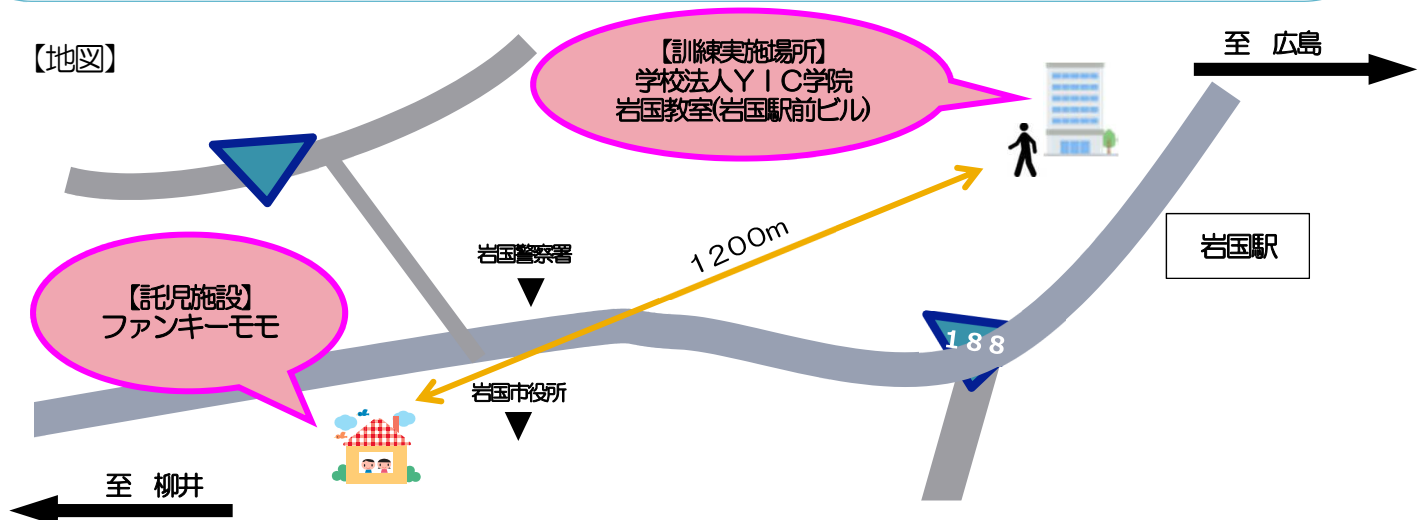 【地図】
【訓練実施場所】
学校法人ＹＩＣ学院
岩国教室(岩国駅前ビル)
至　広島
岩国駅
１２００ｍ
岩国警察署
【託児施設】
ファンキーモモ
１８８
岩国市役所
至　柳井